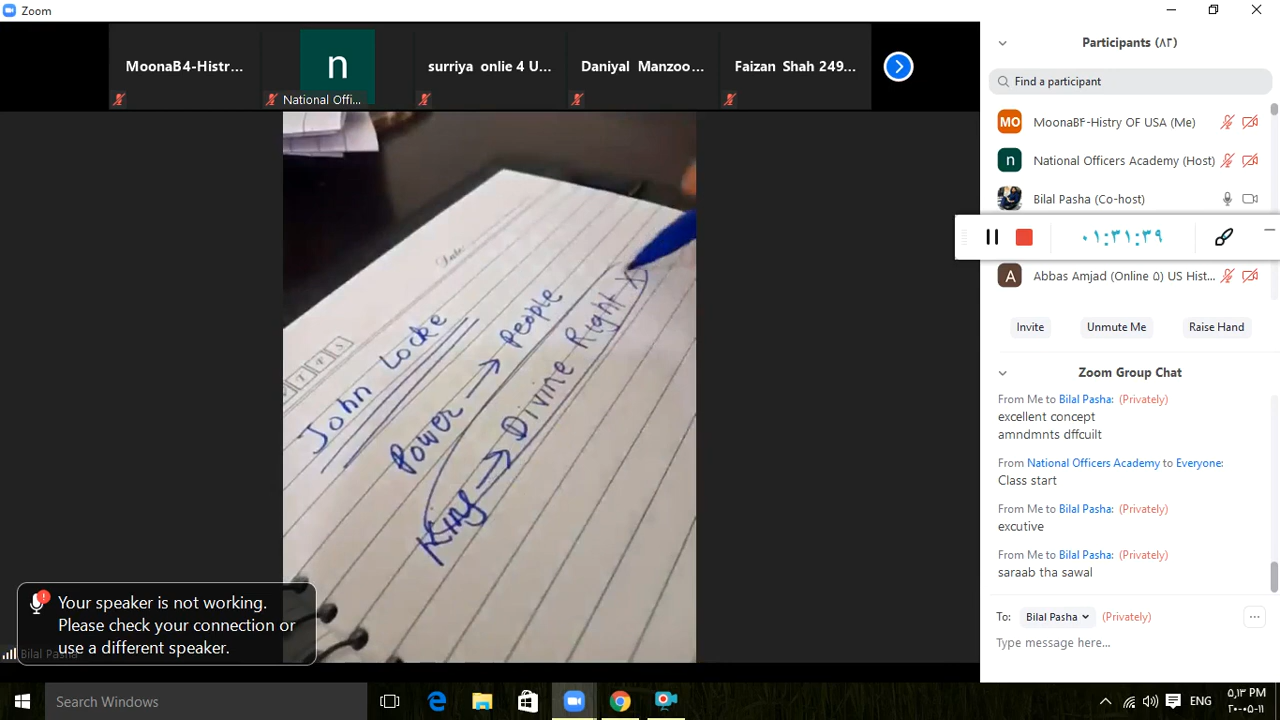 Zoom
MoonaB4-Histr...
n
National Offi...
surriya onlie 4 U...
Daniyal Manzoo...
Faizan Shah 249...
Date:
T F S
John Locke
Power → People
King → Divine Right X
Your speaker is not working.
Please check your connection or
use a different speaker.
Bilal Pasha
Participants (۸۲)
Find a participant
MO
MoonaB۴-Histry OF USA (Me)
n
National Officers Academy (Host)
Bilal Pasha (Co-host)
۰۱:۳۱:۳۹
A
Abbas Amjad (Online ۵) US Hist...
Invite
Unmute Me
Raise Hand
Zoom Group Chat
From Me to Bilal Pasha: (Privately)
excellent concept
amndmnts dffcuilt
From National Officers Academy to Everyone:
Class start
From Me to Bilal Pasha: (Privately)
excutive
From Me to Bilal Pasha: (Privately)
saraab tha sawal
To: Bilal Pasha (Privately)
Type message here...
Search Windows
ENG
۵,۱۳ PM
۲۰-۰۵-۱۱